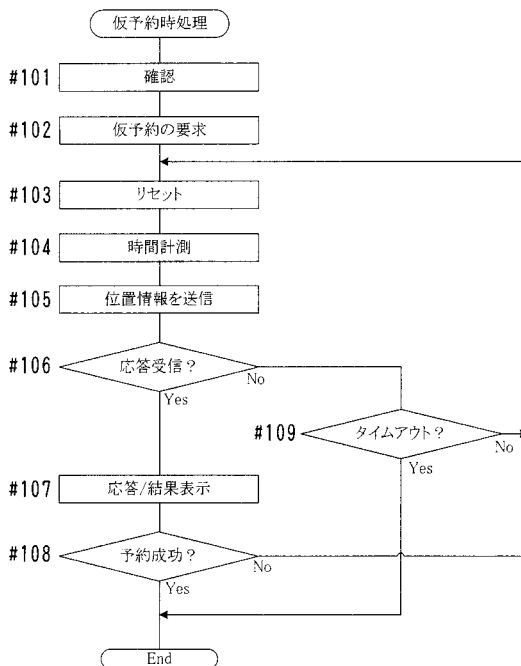 仮予約時処理
#101 確認
#102 仮予約の要求
#103 リセット
#104 時間計測
#105 位置情報を送信
#106 応答受信?
No
Yes
#109 タイムアウト?
No
Yes
#107 応答/結果表示
#108 予約成功?
No
Yes
End